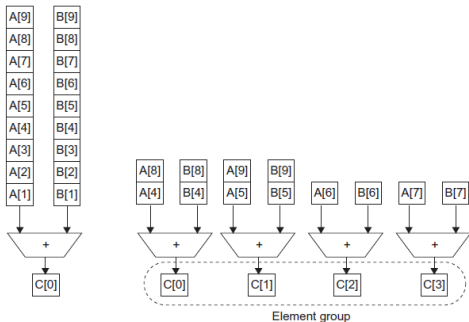 A[9] B[9]
A[8] B[8]
A[7] B[7]
A[6] B[6]
A[5] B[5]
A[4] B[4]
A[3] B[3]
A[2] B[2]
A[1] B[1]
+
C[0]
A[8] B[8] A[9] B[9]
A[4] B[4] A[5] B[5] A[6] B[6] A[7] B[7]
+ + + +
C[0] C[1] C[2] C[3]
Element group